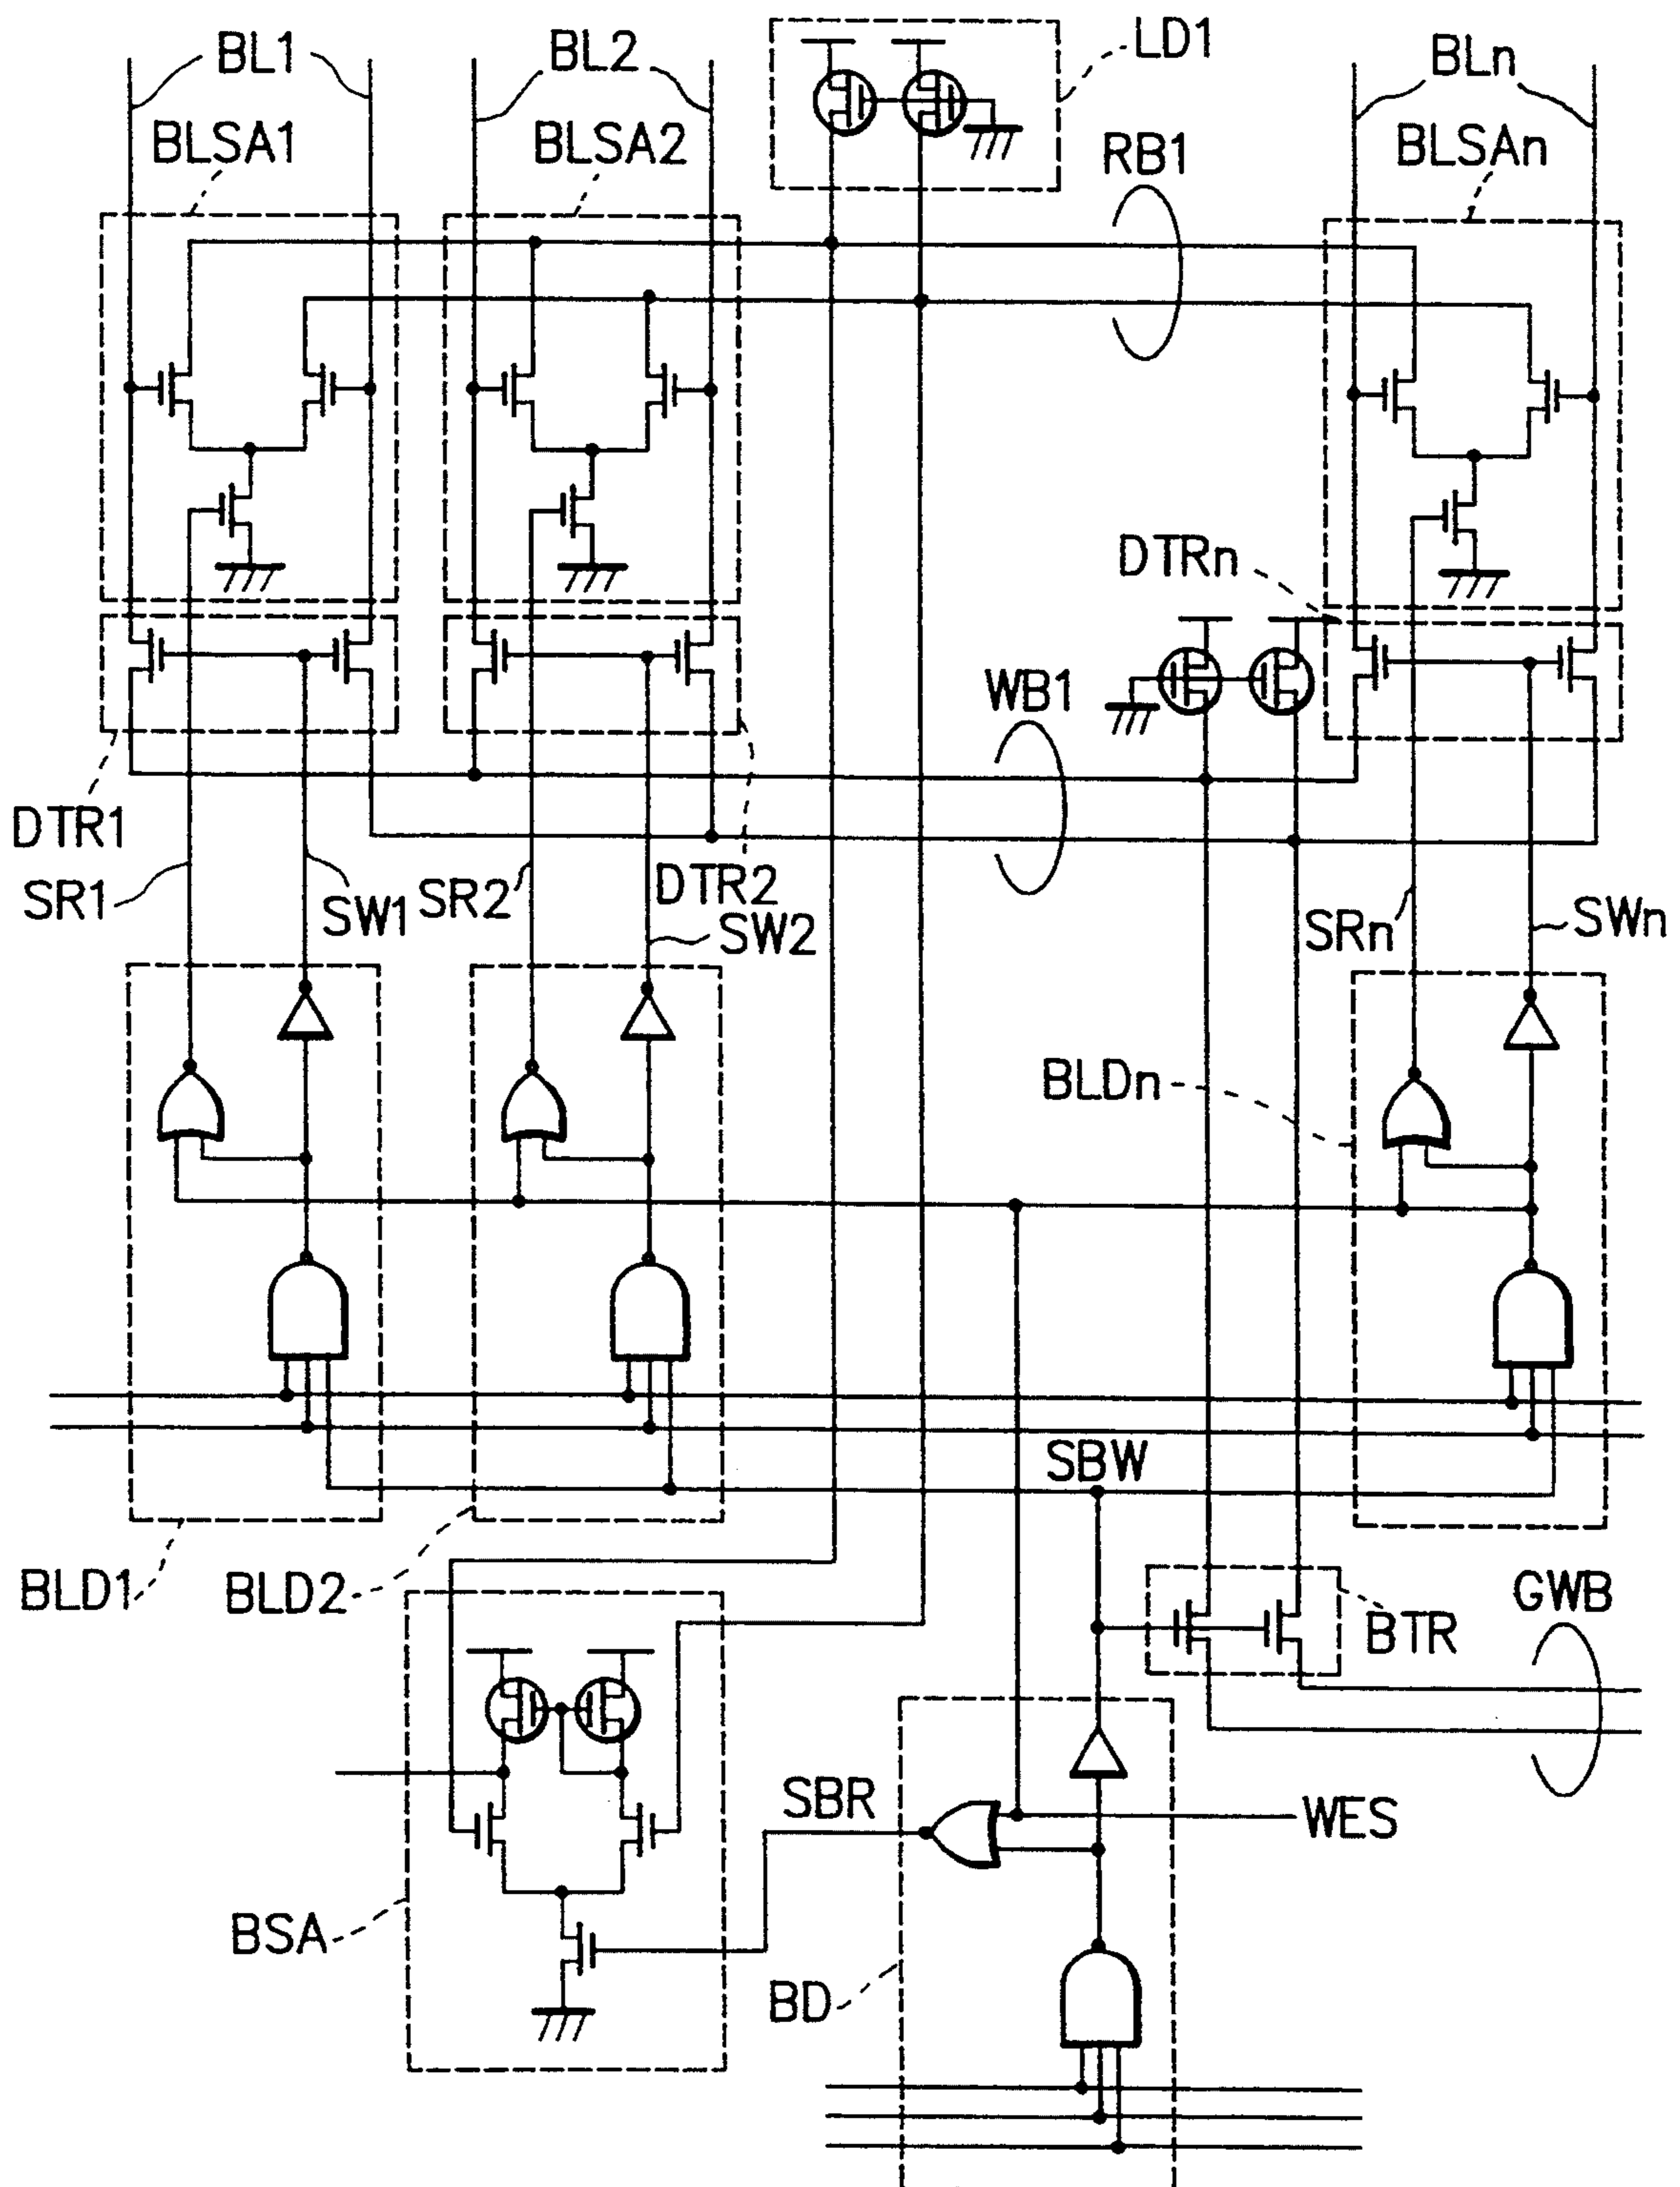 BL1
BL2
LD1
BLn
BLSA1
BLSA2
RB1
BLSAn
DTRn
WB1
DTR1
SR1
SW1
SR2
DTR2
SW2
SRn
SWn
BLDn
SBW
BLD1
BLD2
GWB
BTR
SBR
WES
BSA
BD